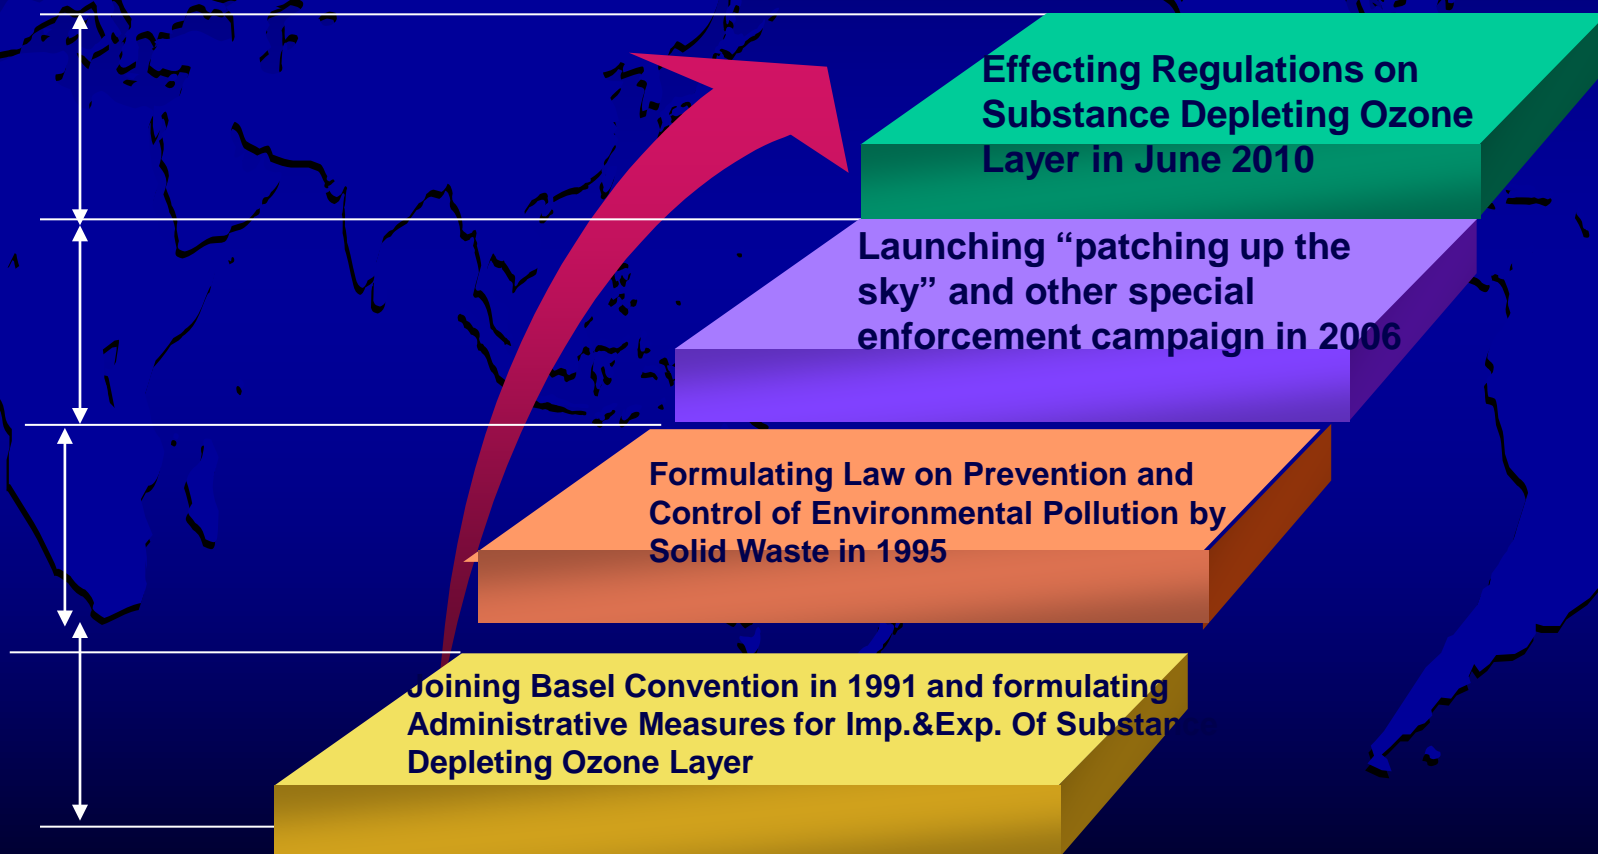 Effecting Regulations on
Substance Depleting Ozone
Layer in June 2010
Launching “patching up the
sky” and other special
enforcement campaign in 2006
Formulating Law on Prevention and
Control of Environmental Pollution by
Solid Waste in 1995
Joining Basel Convention in 1991 and formulating
Administrative Measures for Imp.&Exp. Of
Depleting Ozone Layer